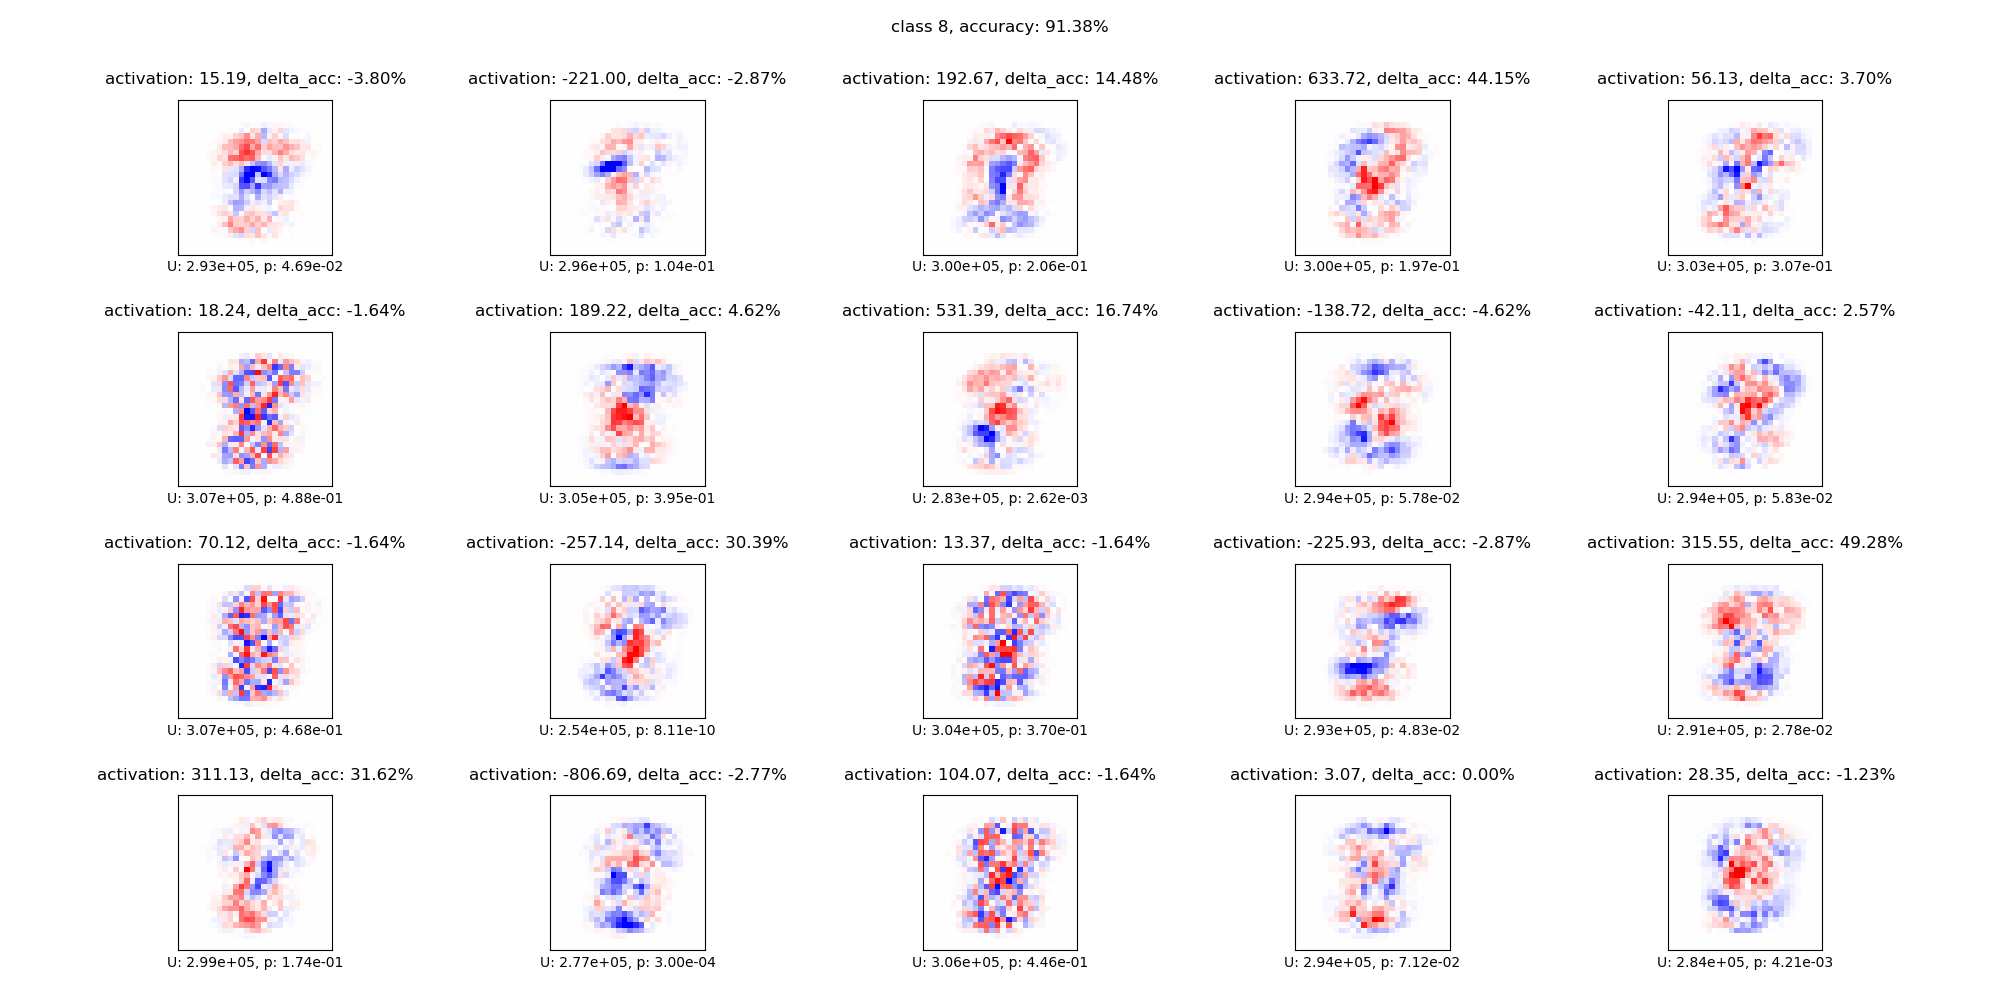 class 8, accuracy: 91.38%
activation: 15.19, delta_acc: -3.80%
activation: -221.00, delta_acc: -2.87%
activation: 192.67, delta_acc: 14.48%
activation: 633.72, delta_acc: 44.15%
activation: 56.13, delta_acc: 3.70%
U: 2.93e+05, p: 4.69e-02
U: 2.96e+05, p: 1.04e-01
U: 3.00e+05, p: 2.06e-01
U: 3.00e+05, p: 1.97e-01
U: 3.03e+05, p: 3.07e-01
activation: 18.24, delta_acc: -1.64%
activation: 189.22, delta_acc: 4.62%
activation: 531.39, delta_acc: 16.74%
activation: -138.72, delta_acc: -4.62%
activation: -42.11, delta_acc: 2.57%
U: 3.07e+05, p: 4.88e-01
U: 3.05e+05, p: 3.95e-01
U: 2.83e+05, p: 2.62e-03
U: 2.94e+05, p: 5.78e-02
U: 2.94e+05, p: 5.83e-02
activation: 70.12, delta_acc: -1.64%
activation: -257.14, delta_acc: 30.39%
activation: 13.37, delta_acc: -1.64%
activation: -225.93, delta_acc: -2.87%
activation: 315.55, delta_acc: 49.28%
U: 3.07e+05, p: 4.68e-01
U: 2.54e+05, p: 8.11e-10
U: 3.04e+05, p: 3.70e-01
U: 2.93e+05, p: 4.83e-02
U: 2.91e+05, p: 2.78e-02
activation: 311.13, delta_acc: 31.62%
activation: -806.69, delta_acc: -2.77%
activation: 104.07, delta_acc: -1.64%
activation: 3.07, delta_acc: 0.00%
activation: 28.35, delta_acc: -1.23%
U: 2.99e+05, p: 1.74e-01
U: 2.77e+05, p: 3.00e-04
U: 3.06e+05, p: 4.46e-01
U: 2.94e+05, p: 7.12e-02
U: 2.84e+05, p: 4.21e-03